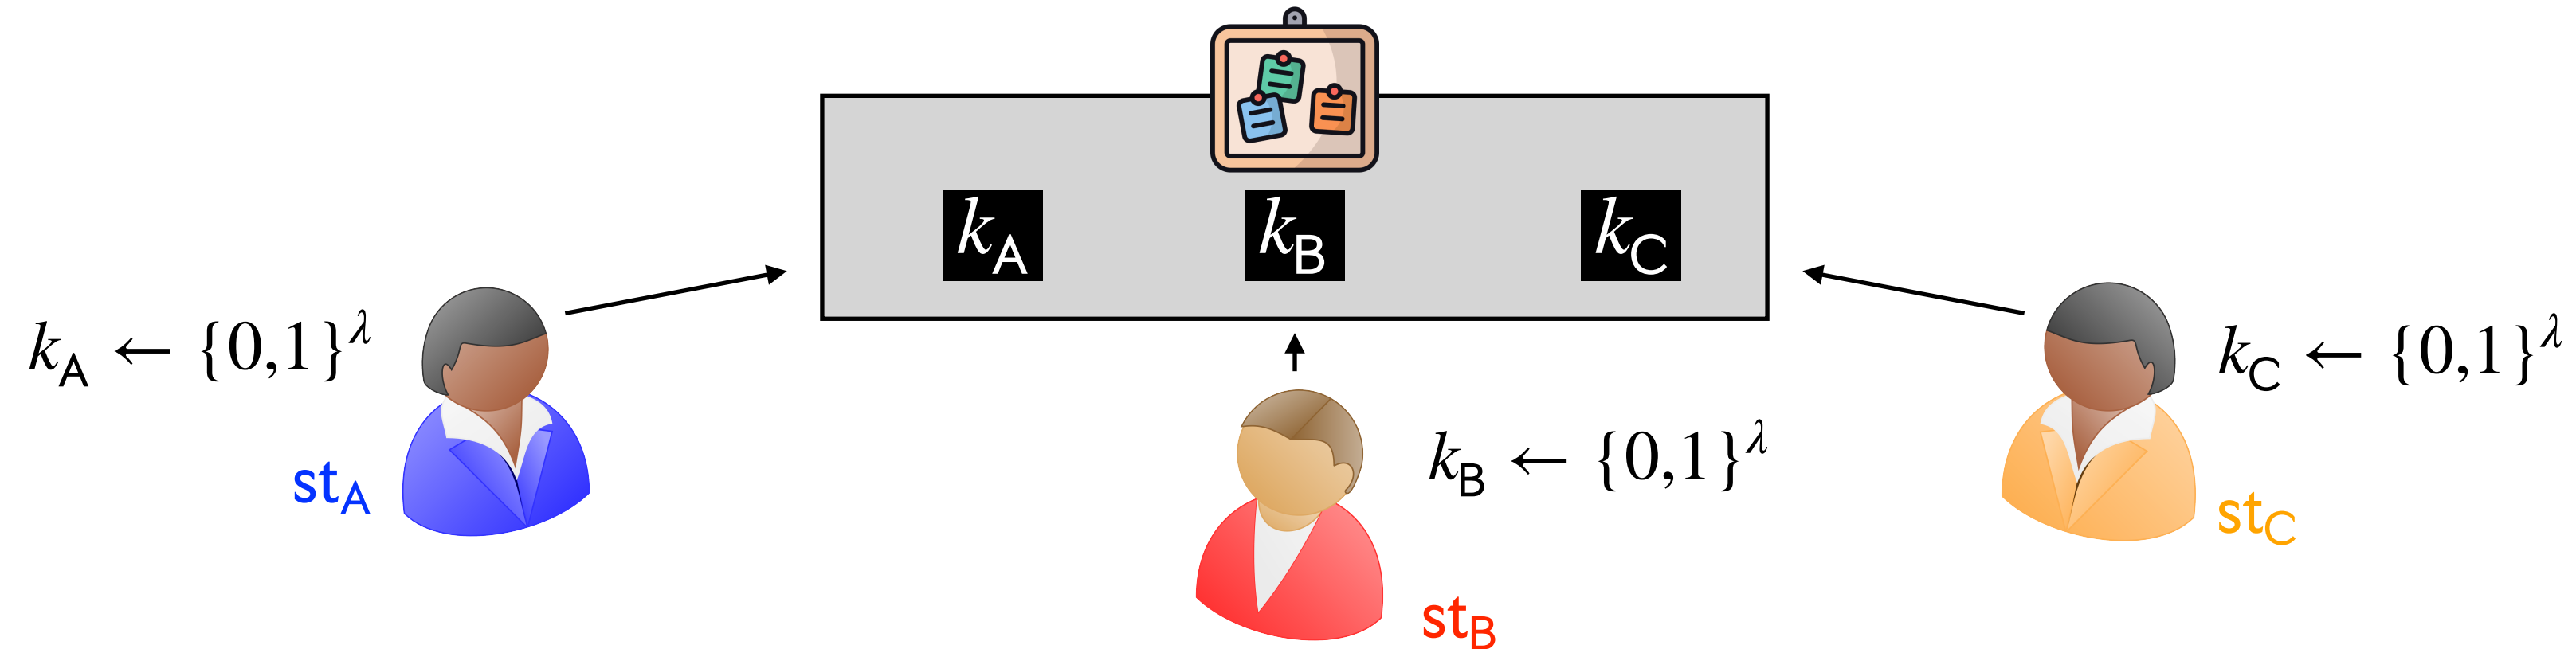 k_A k_B k_C
k_A ← {0,1}^λ
k_C ← {0,1}^λ
k_B ← {0,1}^λ
st_A
st_C
st_B